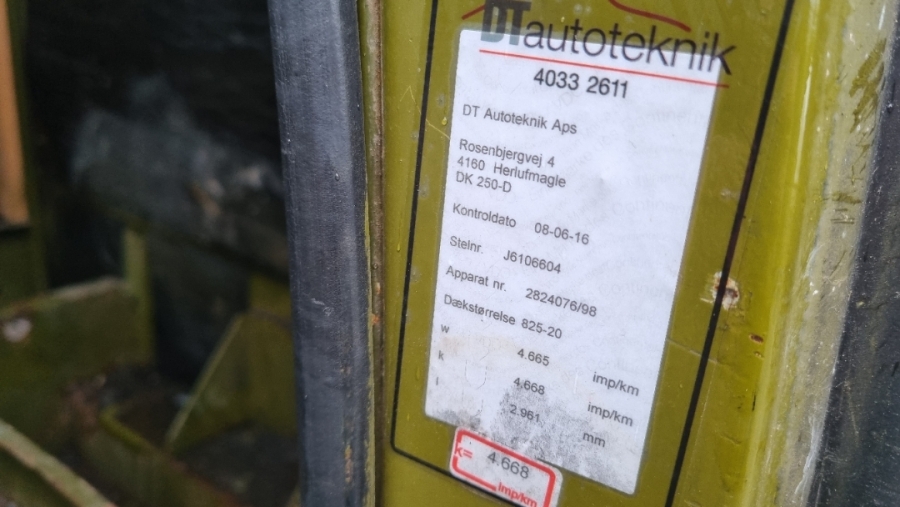 DTautoteknik
4033 2611
DT Autoteknik Aps
Rosenbjergvej 4
4160 Herlufmagle
DK 250-D
Kontroldato 08-06-16
Stelnr. J6106604
Apparat nr. 2824076/98
Dækstørrelse 825-20
w 4.665 imp/km
k 4.668 imp/km
l 2.961 mm
k= 4.668
imp/km